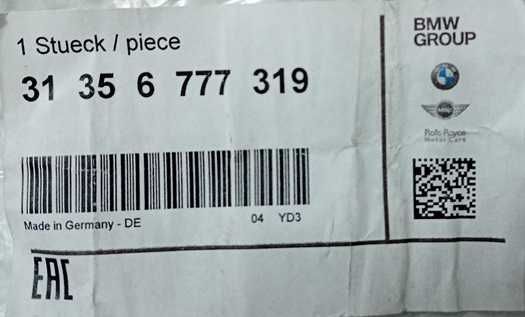 1 Stueck / piece
31 35 6 777 319
Made in Germany - DE
04 YD3
BMW
GROUP
MINI
Rolls-Royce
Motor Cars
EAC